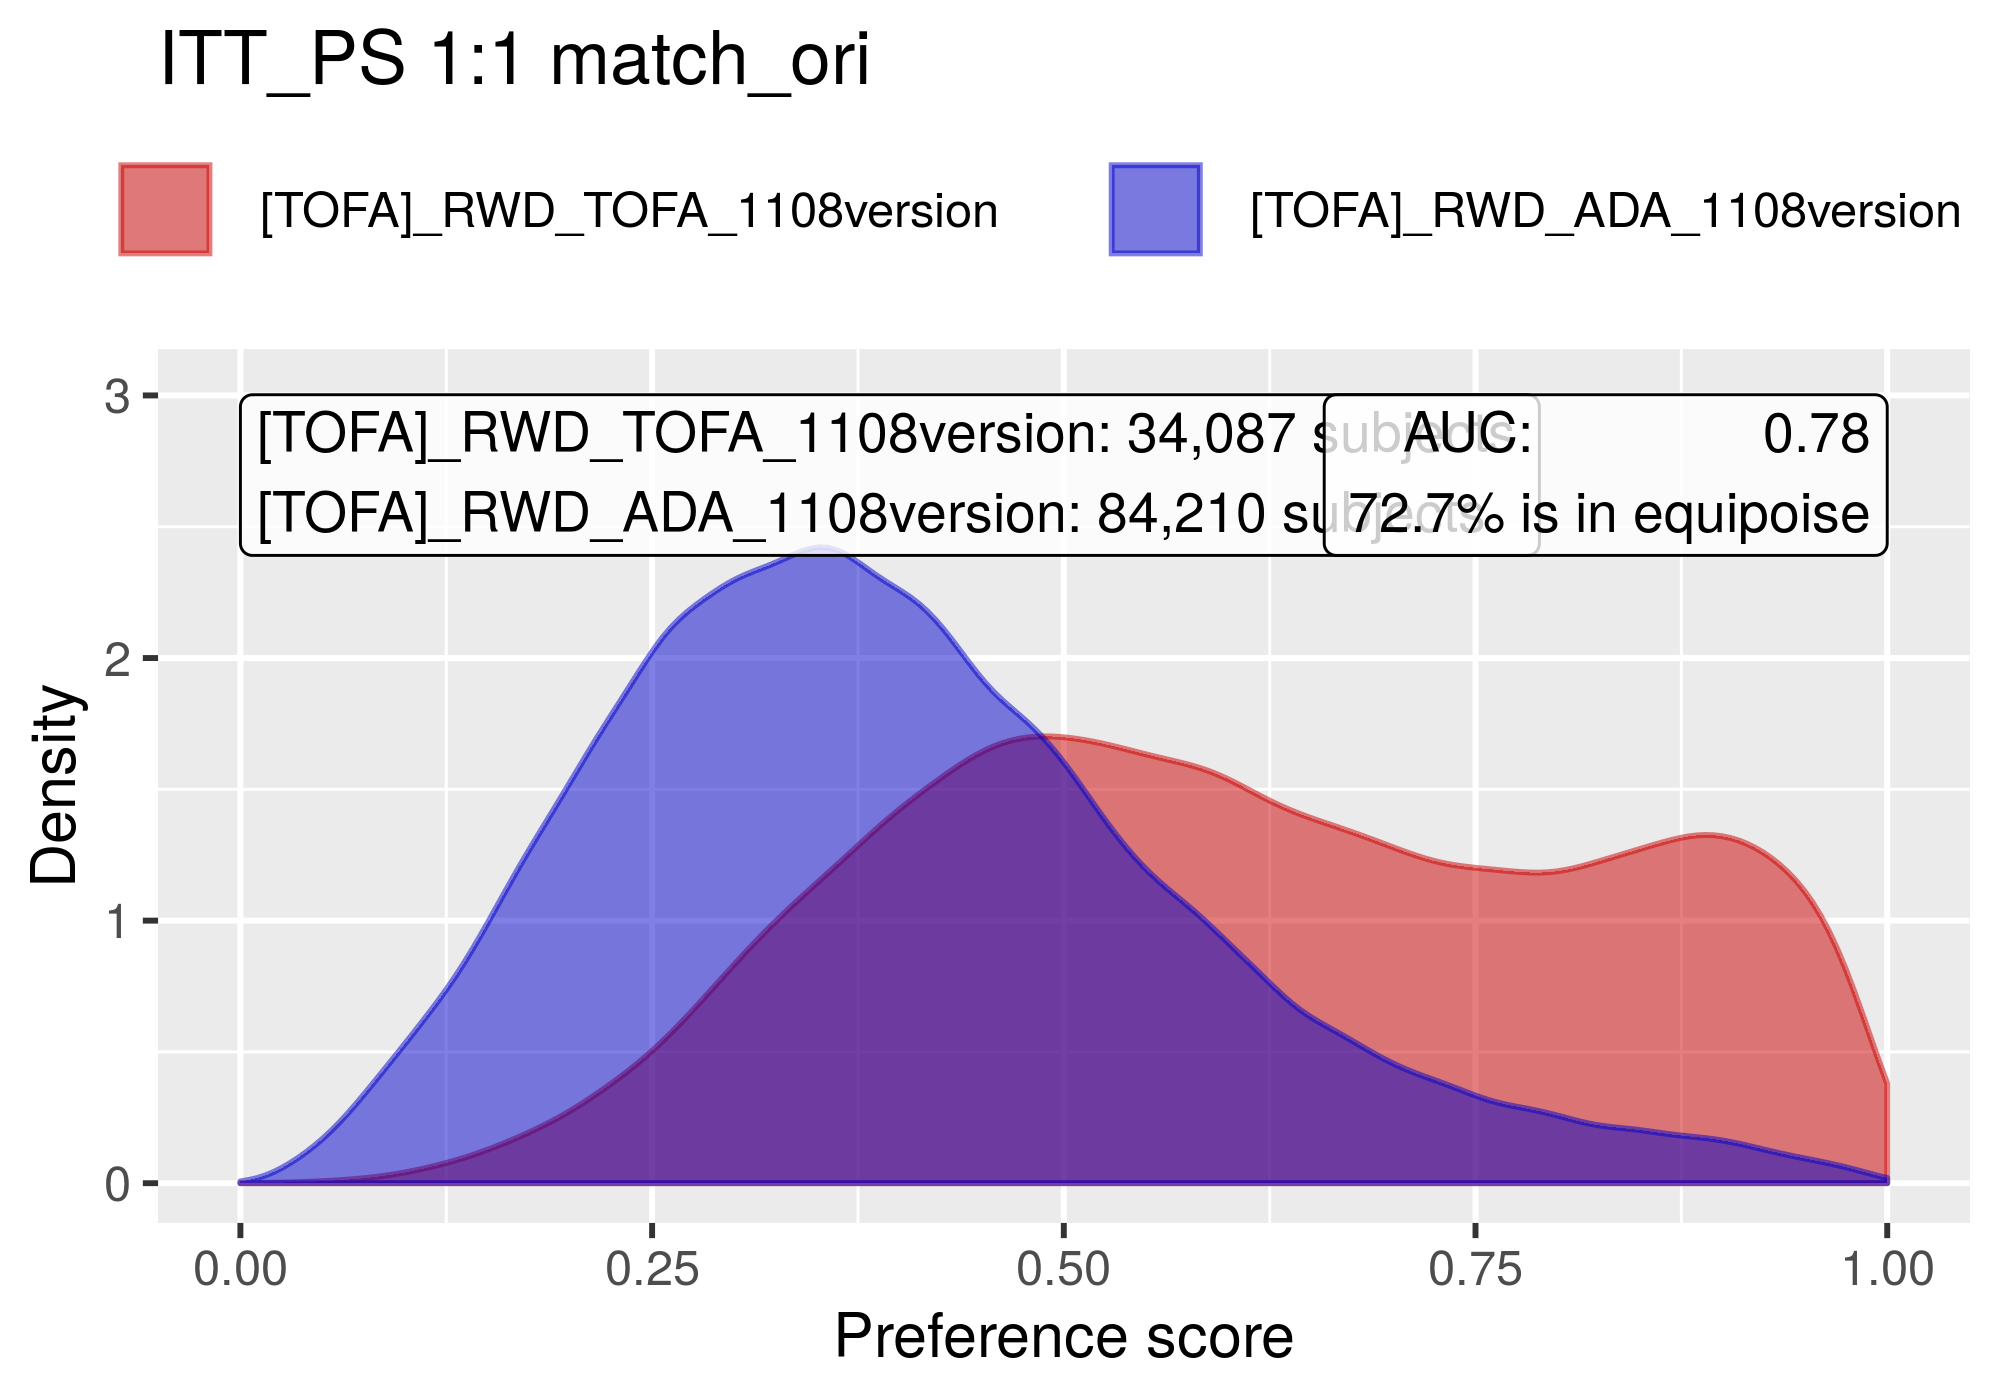 ITT_PS 1:1 match_ori
[TOFA]_RWD_TOFA_1108version
[TOFA]_RWD_ADA_1108version
[TOFA]_RWD_TOFA_1108version: 34,087 subjects
[TOFA]_RWD_ADA_1108version: 84,210 subjects
AUC: 0.78
72.7% is in equipoise
3
2
1
0
Density
0.00 0.25 0.50 0.75 1.00
Preference score